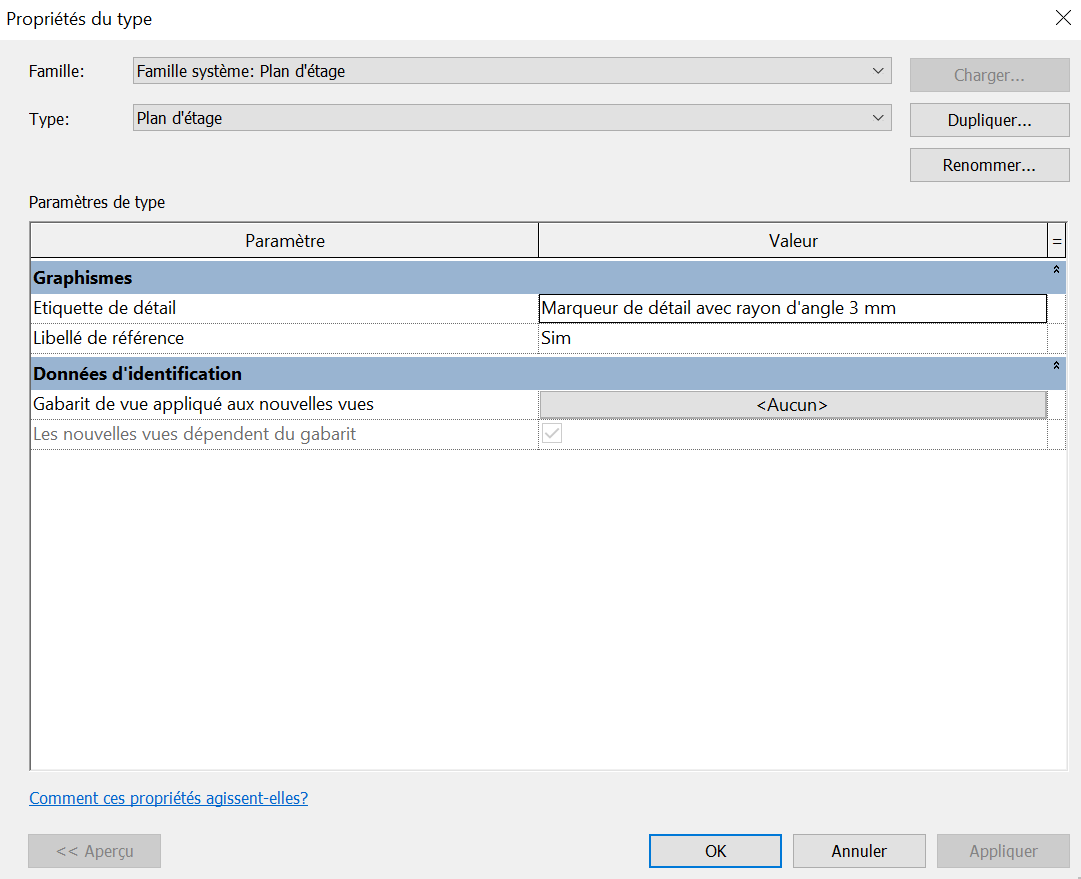 Propriétés du type
Famille: Famille système: Plan d'étage Charger...
Type: Plan d'étage Dupliquer...
Renommer...
Paramètres de type
Paramètre Valeur =
Graphismes
Etiquette de détail Marqueur de détail avec rayon d'angle 3 mm
Libellé de référence Sim
Données d'identification
Gabarit de vue appliqué aux nouvelles vues <Aucun>
Les nouvelles vues dépendent du gabarit
Comment ces propriétés agissent-elles?
<< Aperçu OK Annuler Appliquer